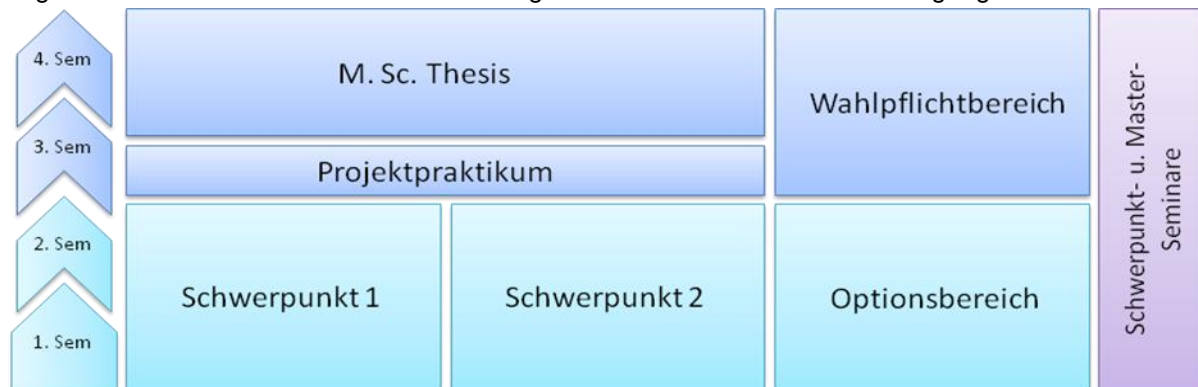 4. Sem
M. Sc. Thesis
Wahlpflichtbereich
3. Sem
Projektpraktikum
2. Sem
Schwerpunkt 1
Schwerpunkt 2
Optionsbereich
1. Sem
Schwerpunkt- u. Master-
Seminare